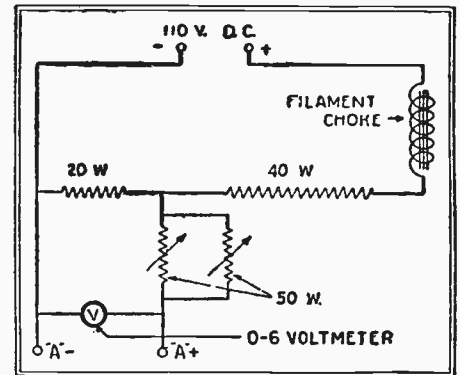 110 V. D.C.
- +
FILAMENT
CHOKE
20 W 40 W
50 W.
V
0-6 VOLTMETER
"A"- "A"+